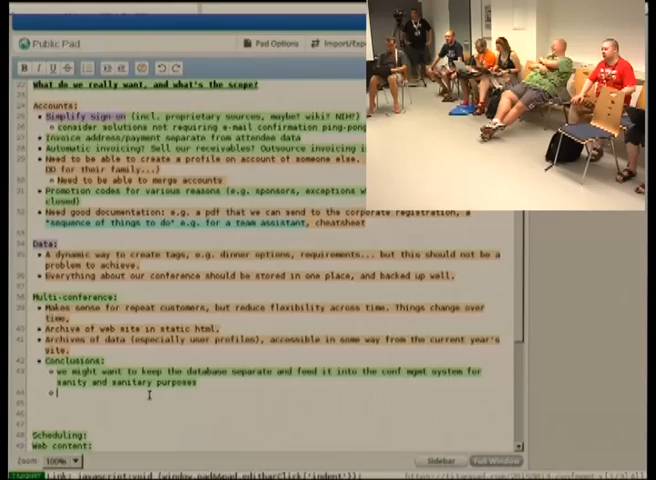 Public Pad
Pad Options
Import/Exp
B I U S
What do we really want, and what's the scope?
Accounts:
Simplify sign on (incl. proprietary sources, maybe? wiki? NIH?)
consider solutions not requiring e-mail confirmation ping-pong
Invoice address/payment separate from attendee data
Automatic invoicing? Sell our receivables? Outsource invoicing
Need to be able to create a profile on account of someone else.
DD for their family...)
Need to be able to merge accounts
Promotion codes for various reasons (e.g. sponsors, exceptions
closed)
Need good documentation: e.g. a pdf that we can send to the corporate registration, a
"sequence of things to do" e.g. for a team assistant, cheatsheet
Data:
A dynamic way to create tags, e.g. dinner options, requirements... but this should not be a
problem to achieve.
Everything about our conference should be stored in one place, and backed up well.
Multi-conference:
Makes sense for repeat customers, but reduce flexibility across time. Things change over
time.
Archive of web site in static html.
Archives of data (especially user profiles), accessible in some way from the current year's
site.
Conclusions:
we might want to keep the database separate and feed it into the conf mgmt system for
sanity and sanitary purposes
Scheduling:
Web content:
Zoom: 100%
Sidebar
Full Window